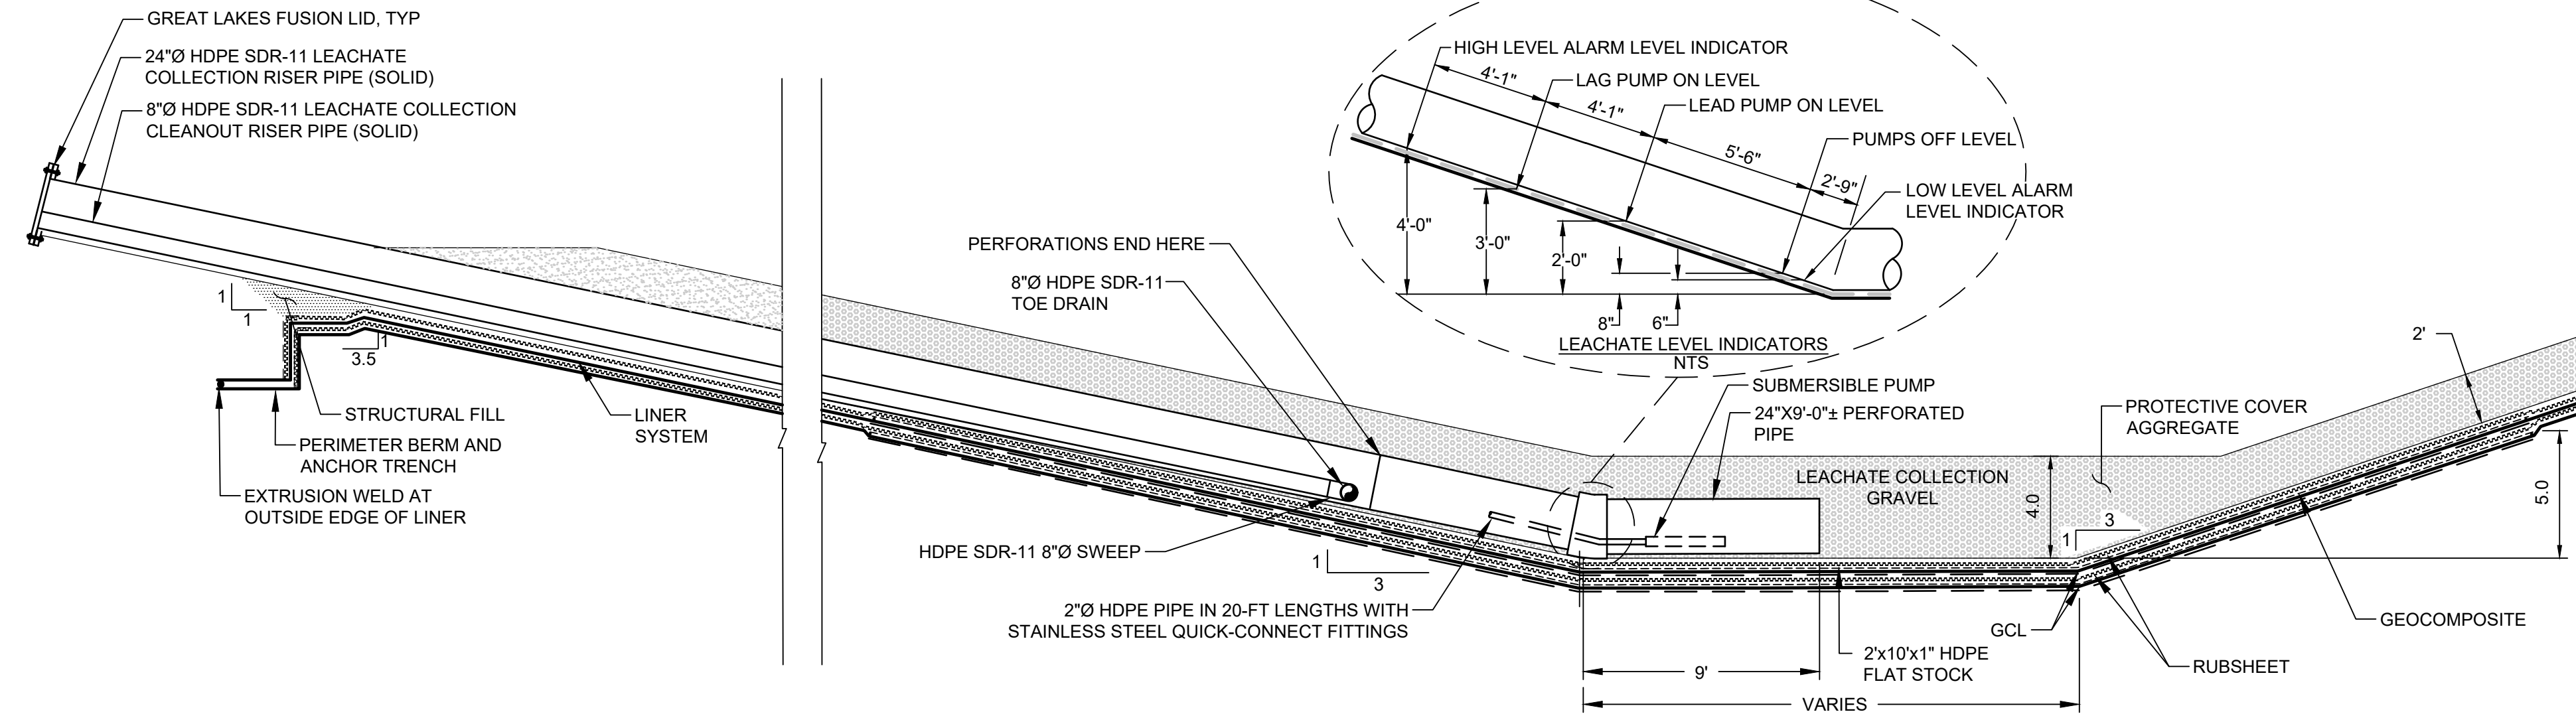 GREAT LAKES FUSION LID, TYP
24"Ø HDPE SDR-11 LEACHATE
COLLECTION RISER PIPE (SOLID)
8"Ø HDPE SDR-11 LEACHATE COLLECTION
CLEANOUT RISER PIPE (SOLID)
1
1
3.5
1
STRUCTURAL FILL
LINER
SYSTEM
PERIMETER BERM AND
ANCHOR TRENCH
EXTRUSION WELD AT
OUTSIDE EDGE OF LINER
HIGH LEVEL ALARM LEVEL INDICATOR
4'-1"
LAG PUMP ON LEVEL
4'-1"
LEAD PUMP ON LEVEL
5'-6"
PUMPS OFF LEVEL
2'-9"
LOW LEVEL ALARM
LEVEL INDICATOR
4'-0"
3'-0"
2'-0"
8"
6"
LEACHATE LEVEL INDICATORS
NTS
PERFORATIONS END HERE
8"Ø HDPE SDR-11
TOE DRAIN
SUBMERSIBLE PUMP
24"X9'-0"± PERFORATED
PIPE
LEACHATE COLLECTION
GRAVEL
PROTECTIVE COVER
AGGREGATE
2'
4.0
5.0
3
1
HDPE SDR-11 8"Ø SWEEP
1
3
2"Ø HDPE PIPE IN 20-FT LENGTHS WITH
STAINLESS STEEL QUICK-CONNECT FITTINGS
GCL
2'x10'x1" HDPE
FLAT STOCK
GEOCOMPOSITE
RUBSHEET
9'
VARIES